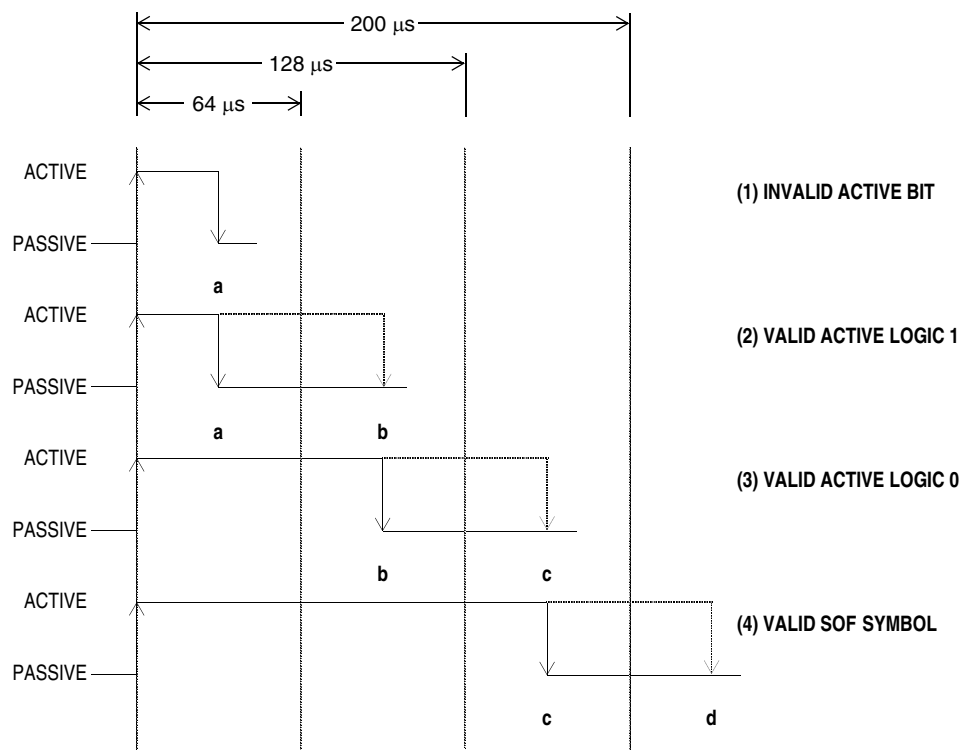 200 µs
128 µs
64 µs
ACTIVE
(1) INVALID ACTIVE BIT
PASSIVE
a
ACTIVE
(2) VALID ACTIVE LOGIC 1
PASSIVE
a b
ACTIVE
(3) VALID ACTIVE LOGIC 0
PASSIVE
b c
ACTIVE
(4) VALID SOF SYMBOL
PASSIVE
c d